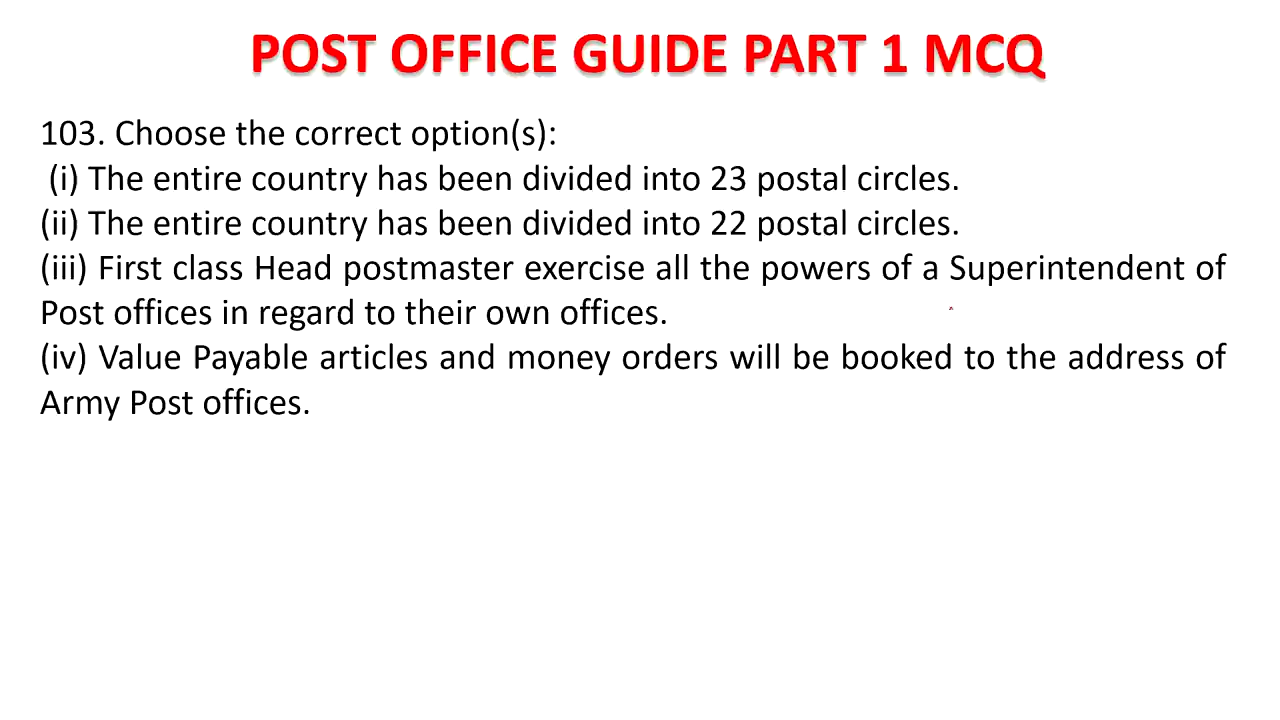 POST OFFICE GUIDE PART 1 MCQ
103. Choose the correct option(s):
(i) The entire country has been divided into 23 postal circles.
(ii) The entire country has been divided into 22 postal circles.
(iii) First class Head postmaster exercise all the powers of a Superintendent of
Post offices in regard to their own offices.
(iv) Value Payable articles and money orders will be booked to the address of
Army Post offices.